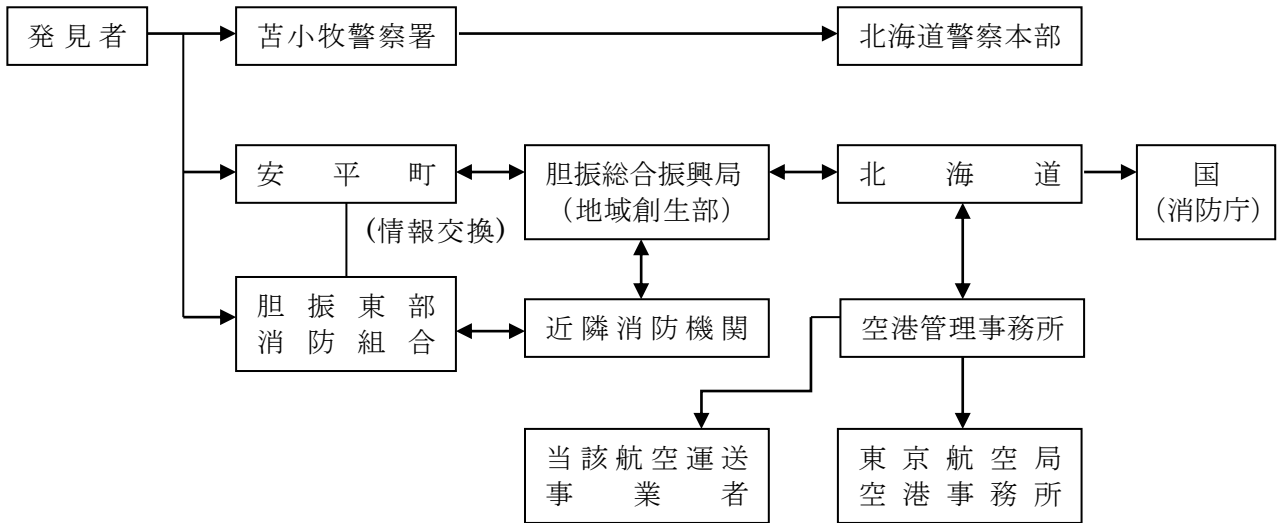 発見者
苫小牧警察署
北海道警察本部
安平町
胆振総合振興局
（地域創生部）
北海道
国
（消防庁）
(情報交換)
胆振東部
消防組合
近隣消防機関
空港管理事務所
当該航空運送
事業者
東京航空局
空港事務所